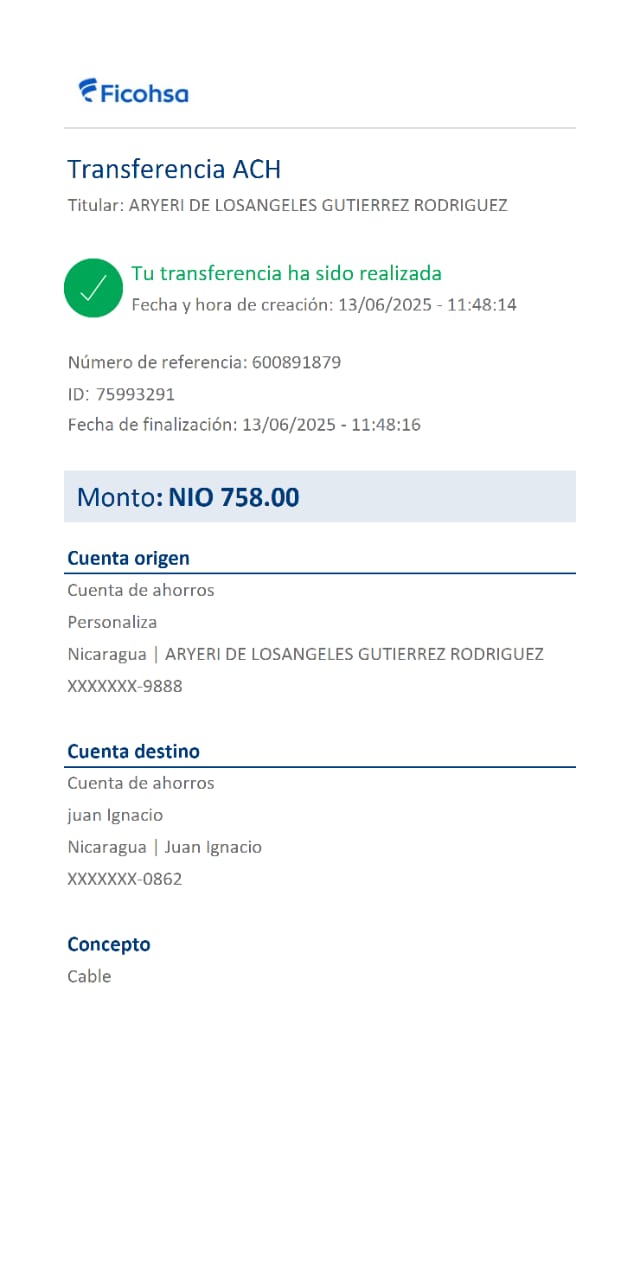 Ficohsa
Transferencia ACH
Titular: ARYERI DE LOSANGELES GUTIERREZ RODRIGUEZ
Tu transferencia ha sido realizada
Fecha y hora de creación: 13/06/2025 - 11:48:14
Número de referencia: 600891879
ID: 75993291
Fecha de finalización: 13/06/2025 - 11:48:16
Monto: NIO 758.00
Cuenta origen
Cuenta de ahorros
Personaliza
Nicaragua | ARYERI DE LOSANGELES GUTIERREZ RODRIGUEZ
XXXXXXX-9888
Cuenta destino
Cuenta de ahorros
juan Ignacio
Nicaragua | Juan Ignacio
XXXXXXX-0862
Concepto
Cable